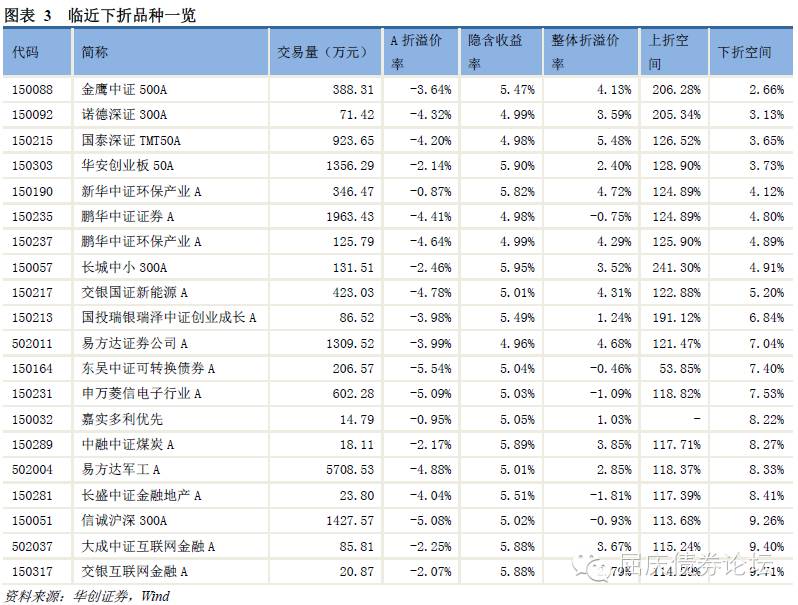 图表 3 临近下折品种一览
代码 简称 交易量（万元） A 折溢价率 隐含收益率 整体折溢价率 上折空间 下折空间
150088 金鹰中证 500A 388.31 -3.64% 5.47% 4.13% 206.28% 2.66%
150092 诺德深证 300A 71.42 -4.32% 4.99% 3.59% 205.34% 3.13%
150215 国泰深证 TMT50A 923.65 -4.20% 4.98% 5.48% 126.52% 3.65%
150303 华安创业板 50A 1356.29 -2.14% 5.90% 2.40% 128.90% 3.73%
150190 新华中证环保产业 A 346.47 -0.87% 5.82% 4.72% 124.89% 4.12%
150235 鹏华中证证券 A 1963.43 -4.41% 4.98% -0.75% 124.89% 4.80%
150237 鹏华中证环保产业 A 125.79 -4.64% 4.99% 4.29% 125.90% 4.89%
150057 长城中小 300A 131.51 -2.46% 5.95% 3.52% 241.30% 4.91%
150217 交银国证新能源 A 423.03 -4.78% 5.01% 4.31% 122.88% 5.20%
150213 国投瑞银瑞泽中证创业成长 A 86.52 -3.98% 5.49% 1.24% 191.12% 6.84%
502011 易方达证券公司 A 1309.52 -3.99% 4.96% 4.68% 121.47% 7.04%
150164 东吴中证可转换债券 A 206.57 -5.54% 5.04% -0.46% 53.85% 7.40%
150231 申万菱信电子行业 A 602.28 -5.09% 5.03% -1.09% 118.82% 7.53%
150032 嘉实多利优先 14.79 -0.95% 5.05% 1.03% - 8.22%
150289 中融中证煤炭 A 18.11 -2.17% 5.89% 3.85% 117.71% 8.27%
502004 易方达军工 A 5708.53 -4.88% 5.01% 2.85% 118.37% 8.33%
150281 长盛中证金融地产 A 23.80 -4.04% 5.51% -1.81% 117.39% 8.41%
150051 信诚沪深 300A 1427.57 -5.08% 5.02% -0.93% 113.68% 9.26%
502037 大成中证互联网金融 A 85.81 -2.25% 5.88% 3.67% 115.24% 9.40%
150317 交银互联网金融 A 20.87 -2.07% 5.88% 114.29% 9.71%
屈庆债券论坛
资料来源：华创证券，Wind